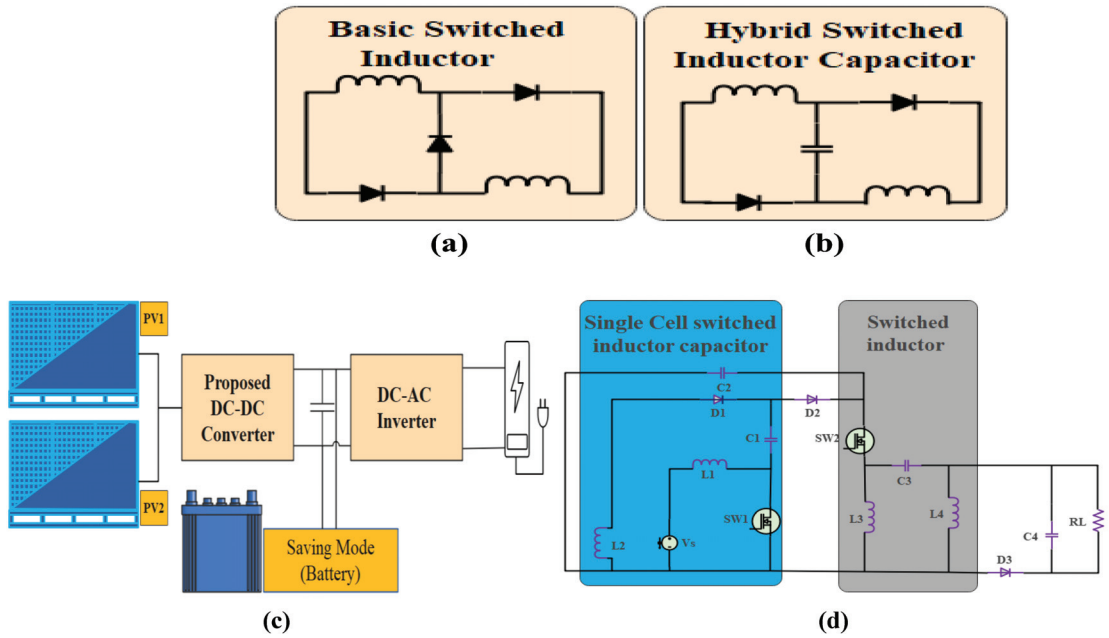 Basic Switched
Inductor
(a)
Hybrid Switched
Inductor Capacitor
(b)
PV1
PV2
Proposed
DC-DC
Converter
DC-AC
Inverter
Saving Mode
(Battery)
(c)
Single Cell switched
inductor capacitor
Switched
inductor
C2
D1
D2
C1
SW2
L1
C3
SW1
L3
L4
RL
L2
Vs
C4
D3
(d)